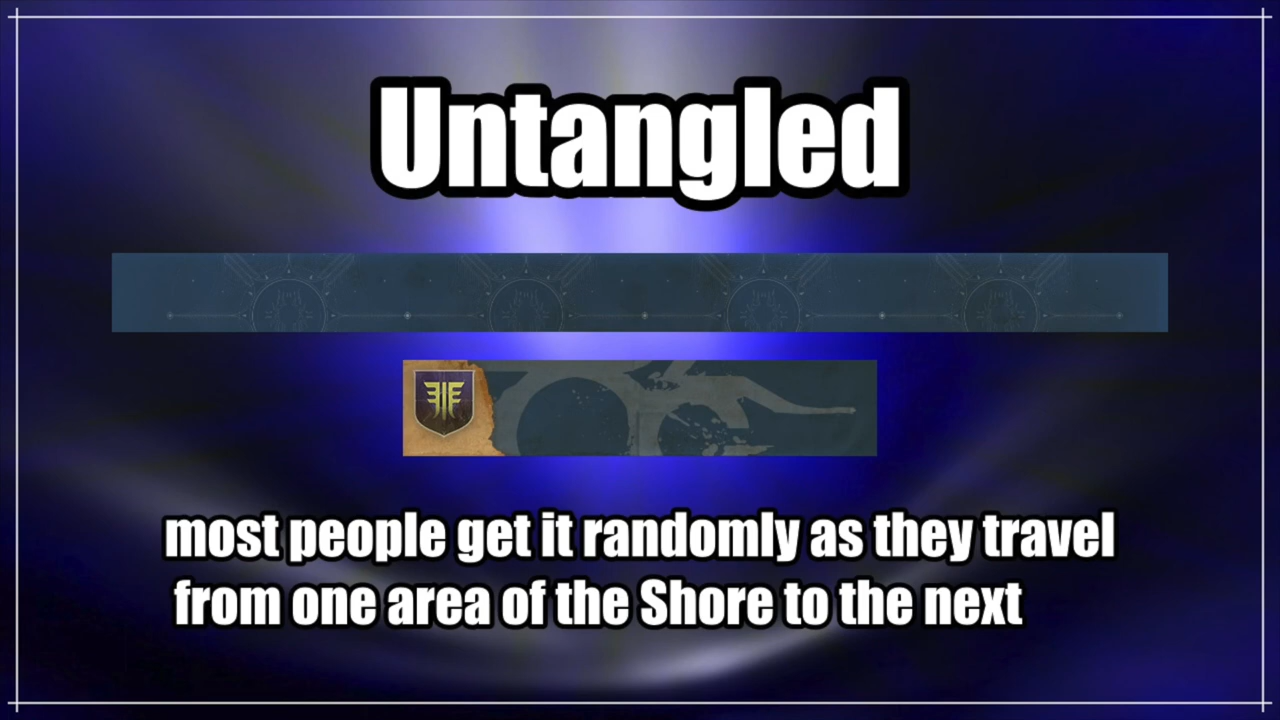 Untangled
most people get it randomly as they travel
from one area of the Shore to the next